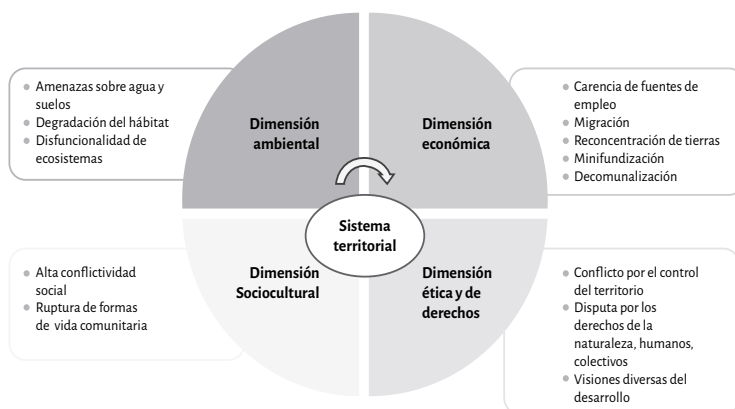 Amenazas sobre agua y
suelos
Degradación del hábitat
Disfuncionalidad de
ecosistemas
Dimensión
ambiental
Dimensión
económica
Carencia de fuentes de
empleo
Migración
Reconcentración de tierras
Minifundización
Decomunalización
Sistema
territorial
Alta conflictividad
social
Ruptura de formas
de vida comunitaria
Dimensión
Sociocultural
Dimensión
ética y de
derechos
Conflicto por el control
del territorio
Disputa por los
derechos de la
naturaleza, humanos,
colectivos
Visiones diversas del
desarrollo